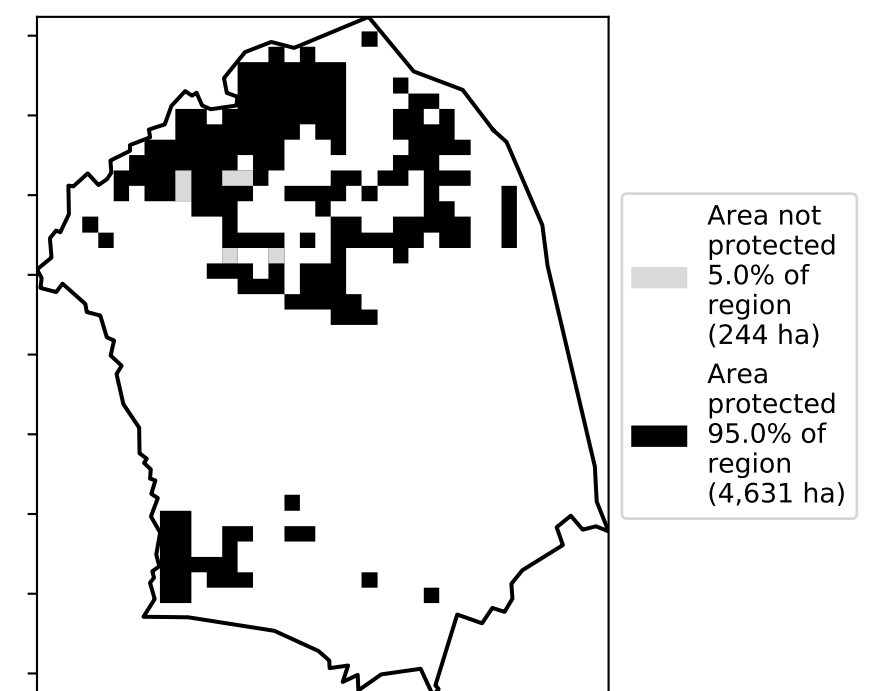 Area not
protected
5.0% of
region
(244 ha)
Area
protected
95.0% of
region
(4,631 ha)